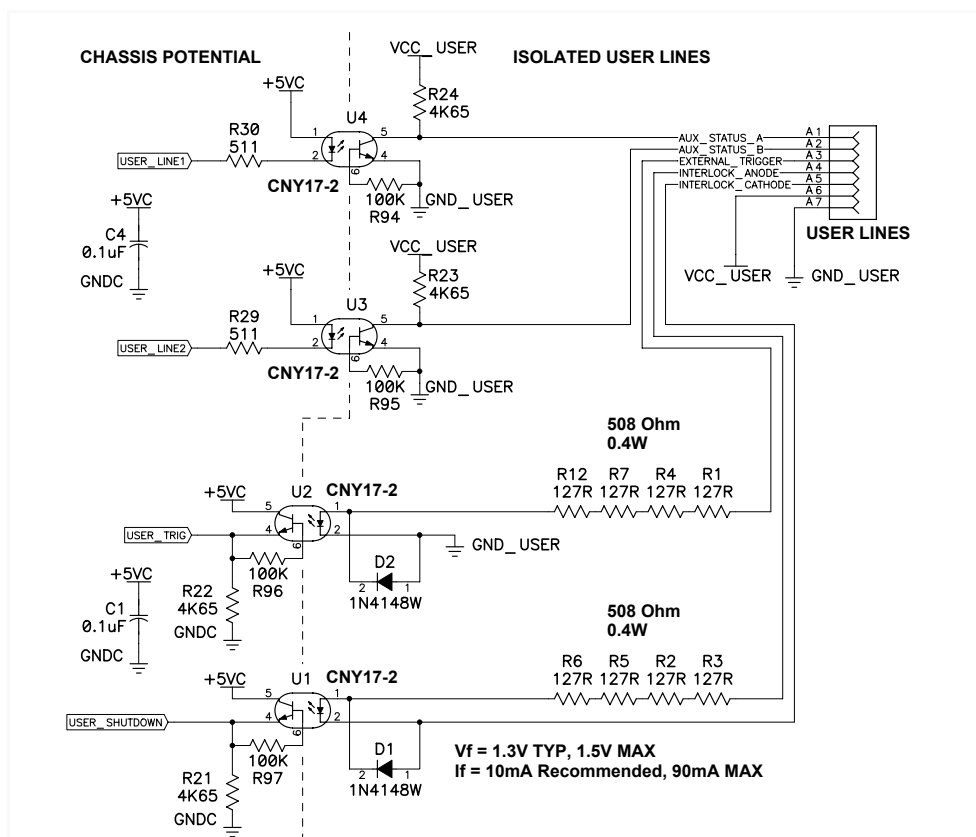 CHASSIS POTENTIAL
ISOLATED USER LINES
VCC_USER
+5VC
R24
4K65
U4
1
5
R30
511
USER_LINE1
2
4
6
CNY17-2
100K
R94
GND_USER
AUX_STATUS_A
A1
AUX_STATUS_B
A2
EXTERNAL_TRIGGER
A3
INTERLOCK_ANODE
A4
INTERLOCK_CATHODE
A5
A6
A7
USER LINES
VCC_USER
GND_USER
+5VC
C4
0.1uF
GNDC
VCC_USER
+5VC
R23
4K65
U3
1
5
R29
511
USER_LINE2
2
4
6
CNY17-2
100K
R95
GND_USER
508 Ohm
0.4W
R12
R7
R4
R1
127R
127R
127R
127R
+5VC
U2
CNY17-2
5
1
USER_TRIG
4
2
6
GND_USER
100K
R96
D2
2
1
1N4148W
R22
4K65
GNDC
+5VC
C1
0.1uF
GNDC
508 Ohm
0.4W
R6
R5
R2
R3
127R
127R
127R
127R
+5VC
U1
CNY17-2
5
1
USER_SHUTDOWN
4
2
6
100K
R97
D1
2
1
1N4148W
R21
4K65
GNDC
Vf = 1.3V TYP, 1.5V MAX
If = 10mA Recommended, 90mA MAX